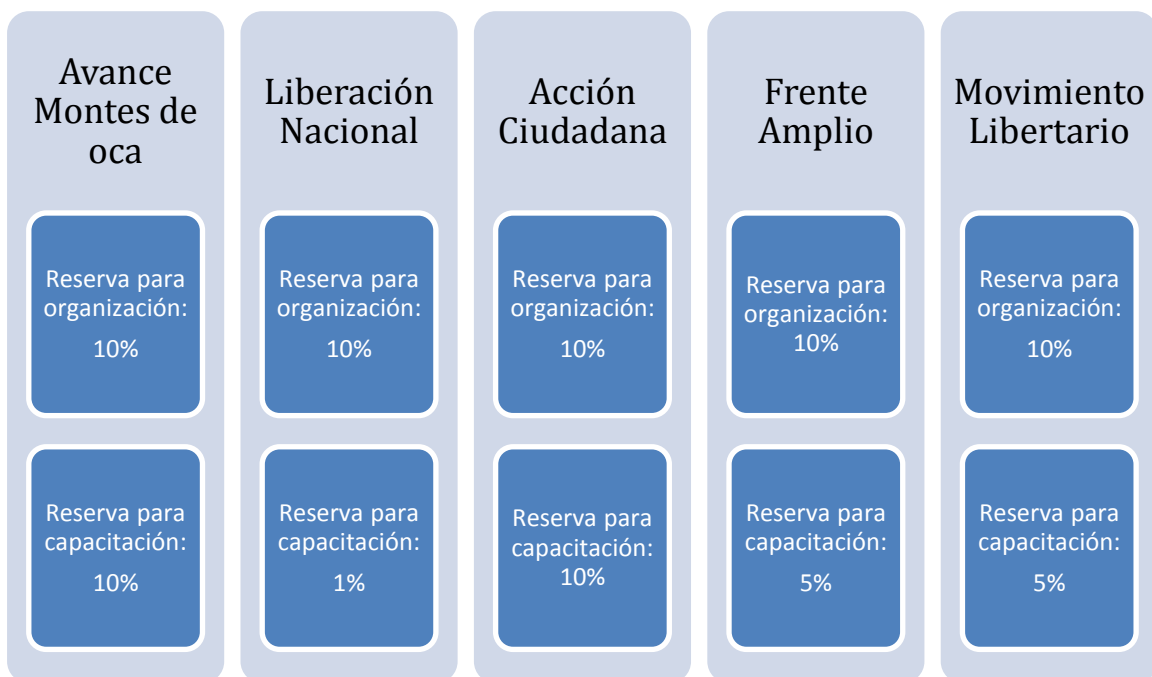 Avance
Montes de
oca
Reserva para
organización:
10%
Reserva para
capacitación:
10%
Liberación
Nacional
Reserva para
organización:
10%
Reserva para
capacitación:
1%
Acción
Ciudadana
Reserva para
organización:
10%
Reserva para
capacitación:
10%
Frente
Amplio
Reserva para
organización:
10%
Reserva para
capacitación:
5%
Movimiento
Libertario
Reserva para
organización:
10%
Reserva para
capacitación:
5%